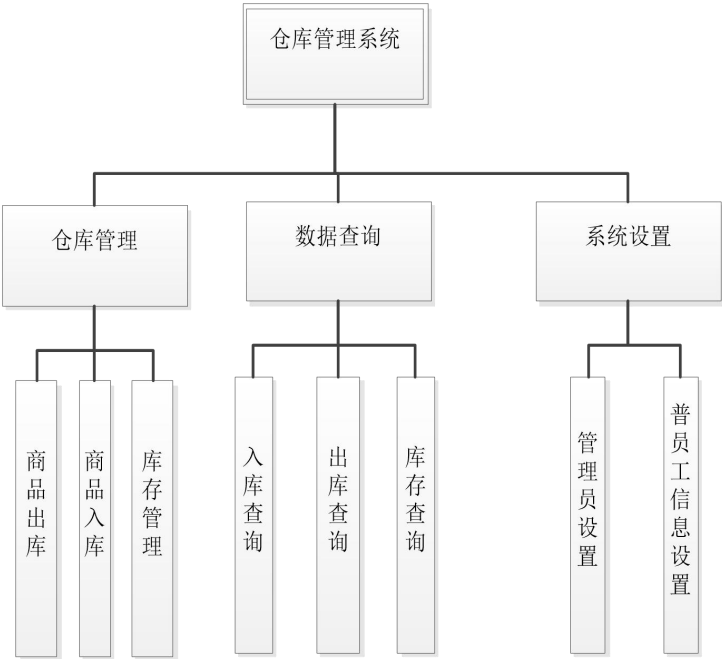 仓库管理系统
仓库管理
数据查询
系统设置
商品出库
商品入库
库存管理
入库查询
出库查询
库存查询
管理员设置
普员工信息设置